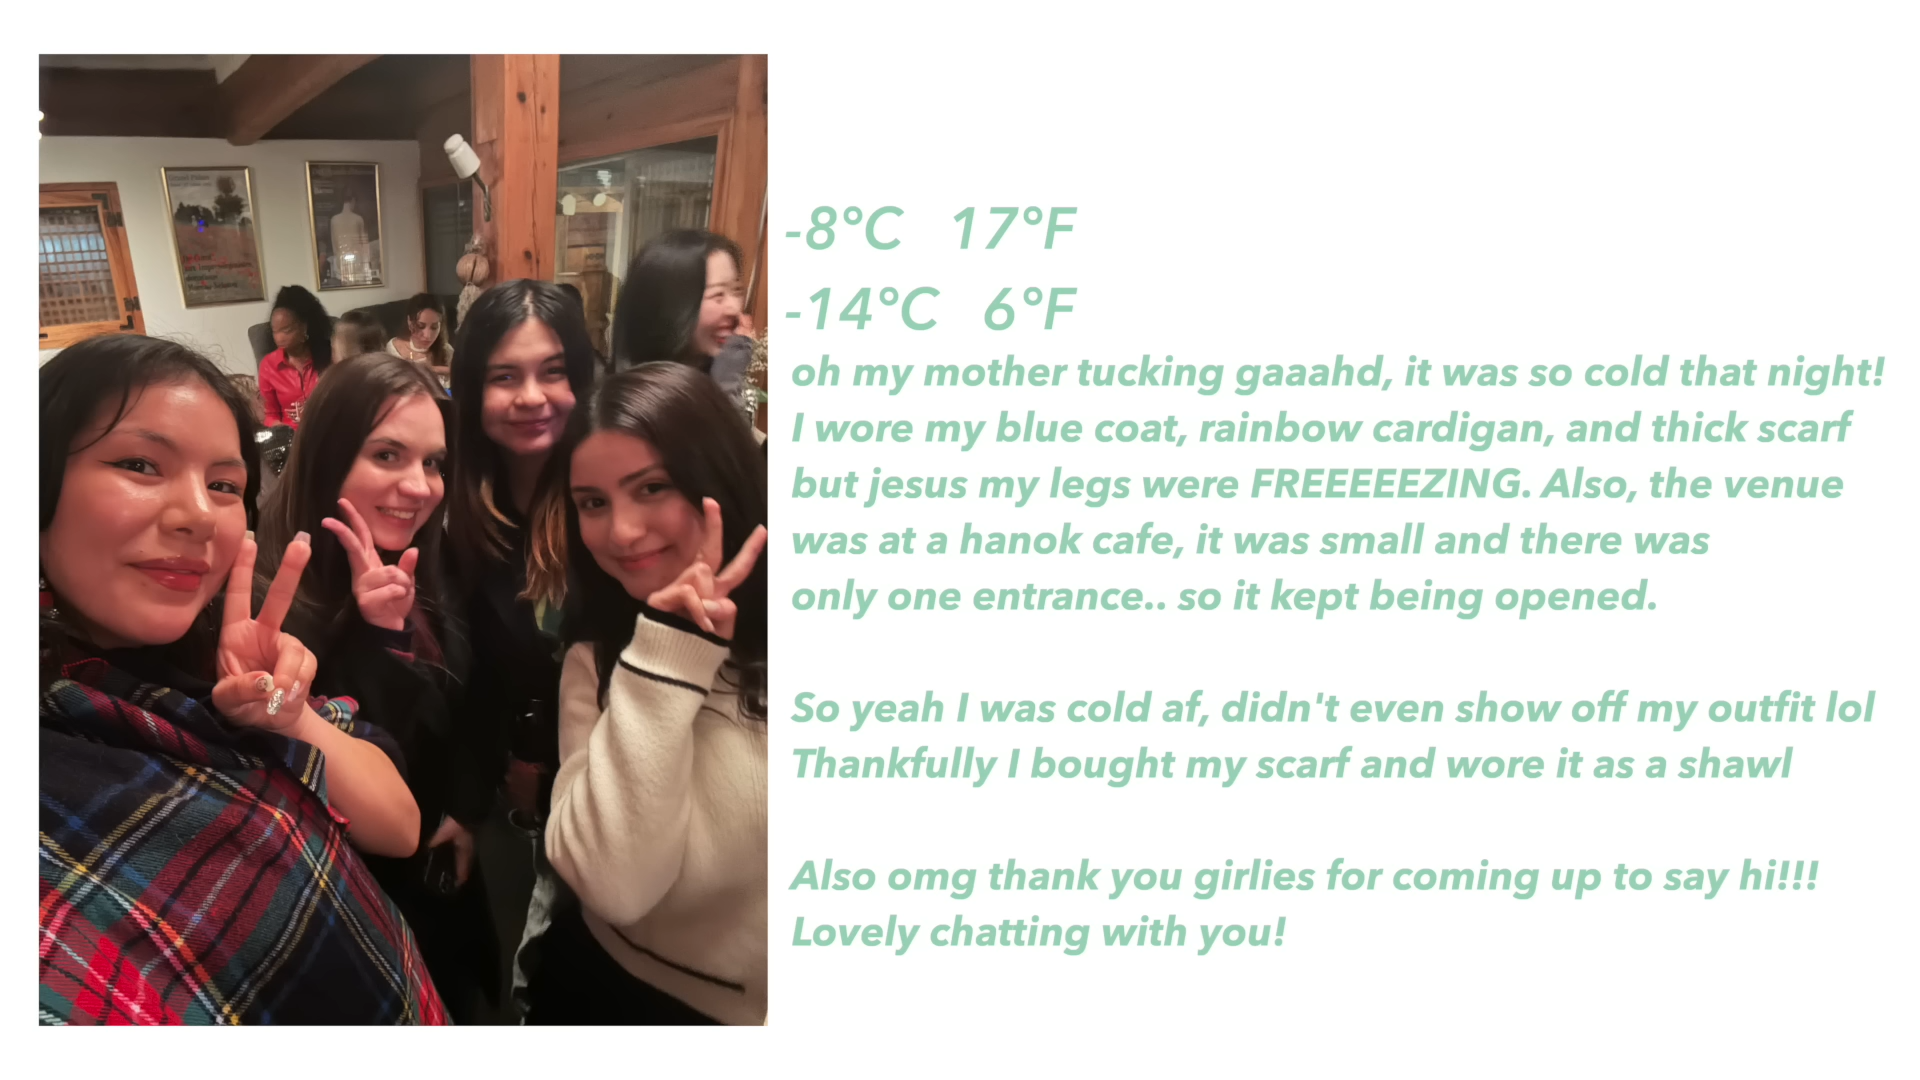 -8°C 17°F
-14°C 6°F
oh my mother tucking gaaahd, it was so cold that night!
I wore my blue coat, rainbow cardigan, and thick scarf
but jesus my legs were FREEEEEZING. Also, the venue
was at a hanok cafe, it was small and there was
only one entrance.. so it kept being opened.
So yeah I was cold af, didn't even show off my outfit lol
Thankfully I bought my scarf and wore it as a shawl
Also omg thank you girlies for coming up to say hi!!!
Lovely chatting with you!